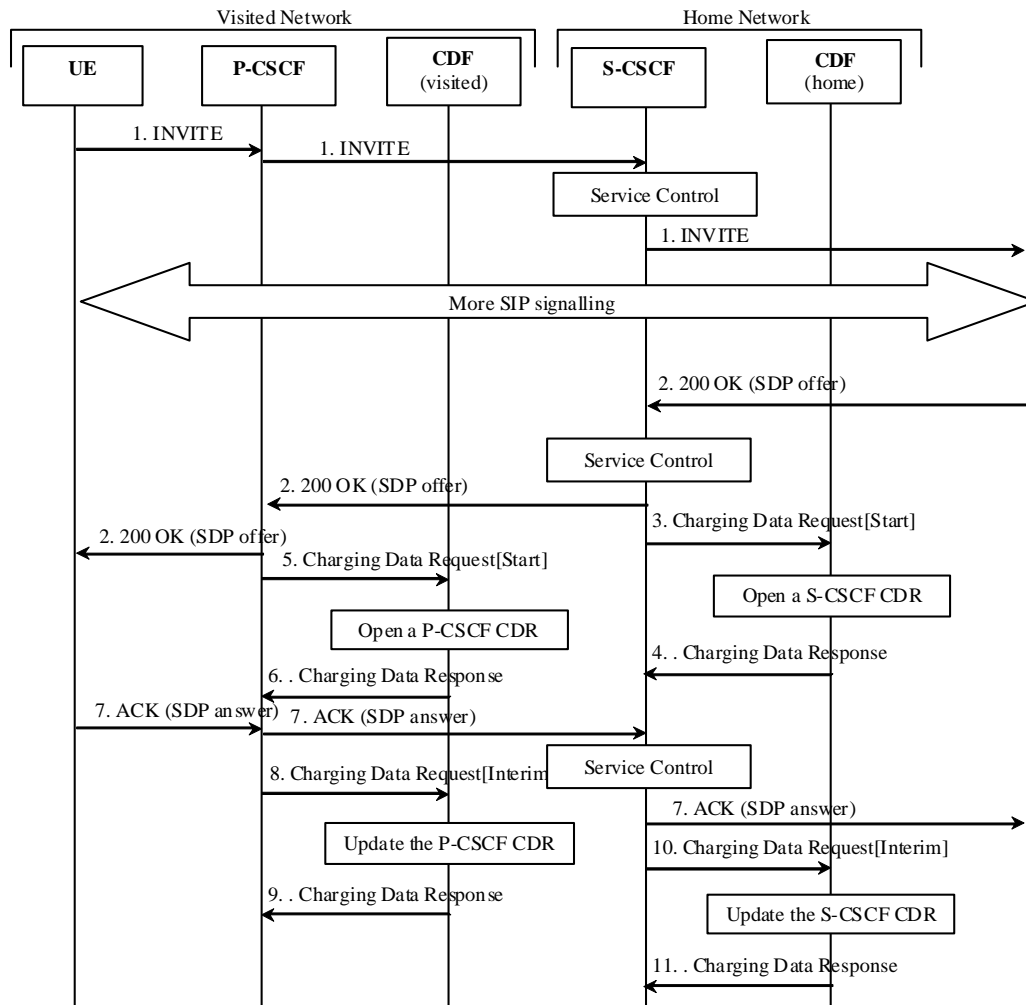 Visited Network
Home Network
UE
P-CSCF
CDF
(visited)
S-CSCF
CDF
(home)
1. INVITE
1. INVITE
Service Control
1. INVITE
More SIP signalling
2. 200 OK (SDP offer)
Service Control
2. 200 OK (SDP offer)
3. Charging Data Request[Start]
2. 200 OK (SDP offer)
5. Charging Data Request[Start]
Open a S-CSCF CDR
Open a P-CSCF CDR
4. . Charging Data Response
6. . Charging Data Response
7. ACK (SDP answer)
7. ACK (SDP answer)
Service Control
8. Charging Data Request[Interim
7. ACK (SDP answer)
Update the P-CSCF CDR
10. Charging Data Request[Interim]
9. . Charging Data Response
Update the S-CSCF CDR
11. . Charging Data Response